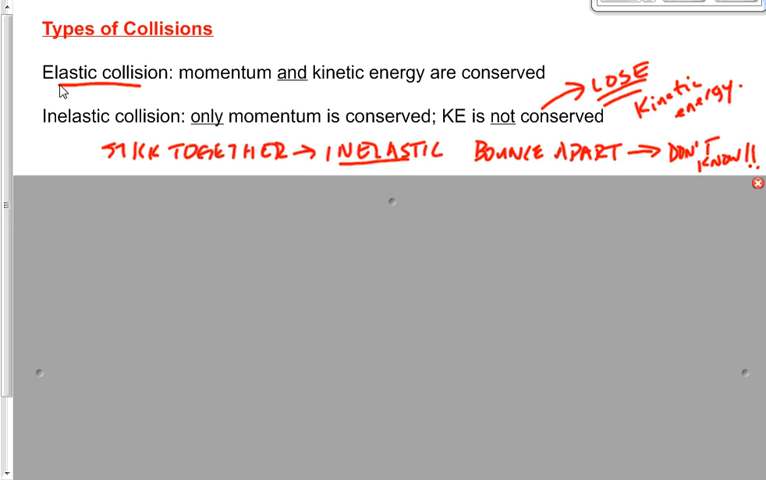 Types of Collisions
Elastic collision: momentum and kinetic energy are conserved
LOSE
Kinetic
energy.
Inelastic collision: only momentum is conserved; KE is not conserved
STICK TOGETHER → INELASTIC BOUNCE APART → DON'T
KNOW!!